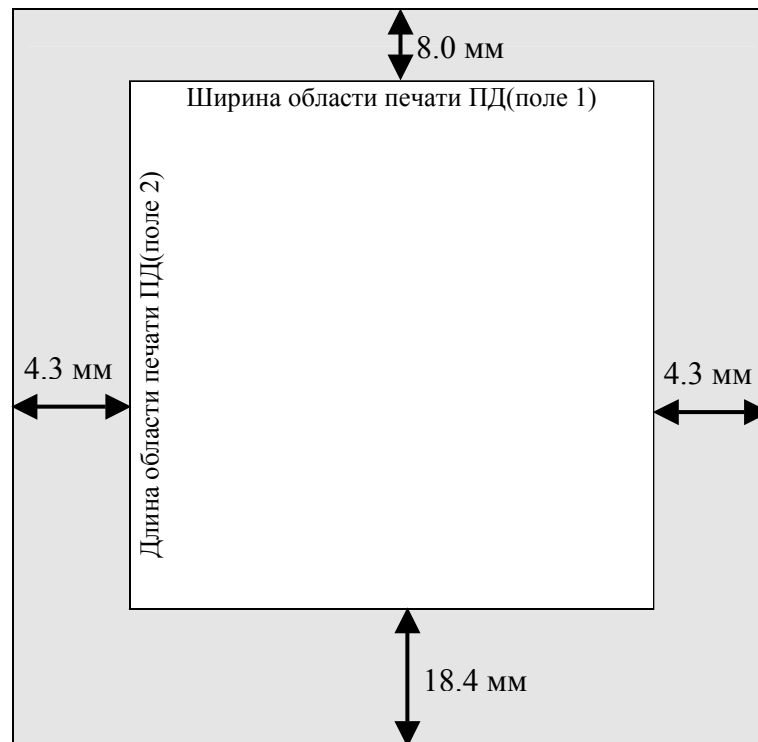 8.0 мм
Ширина области печати ПД(поле 1)
Длина области печати ПД(поле 2)
4.3 мм
4.3 мм
18.4 мм